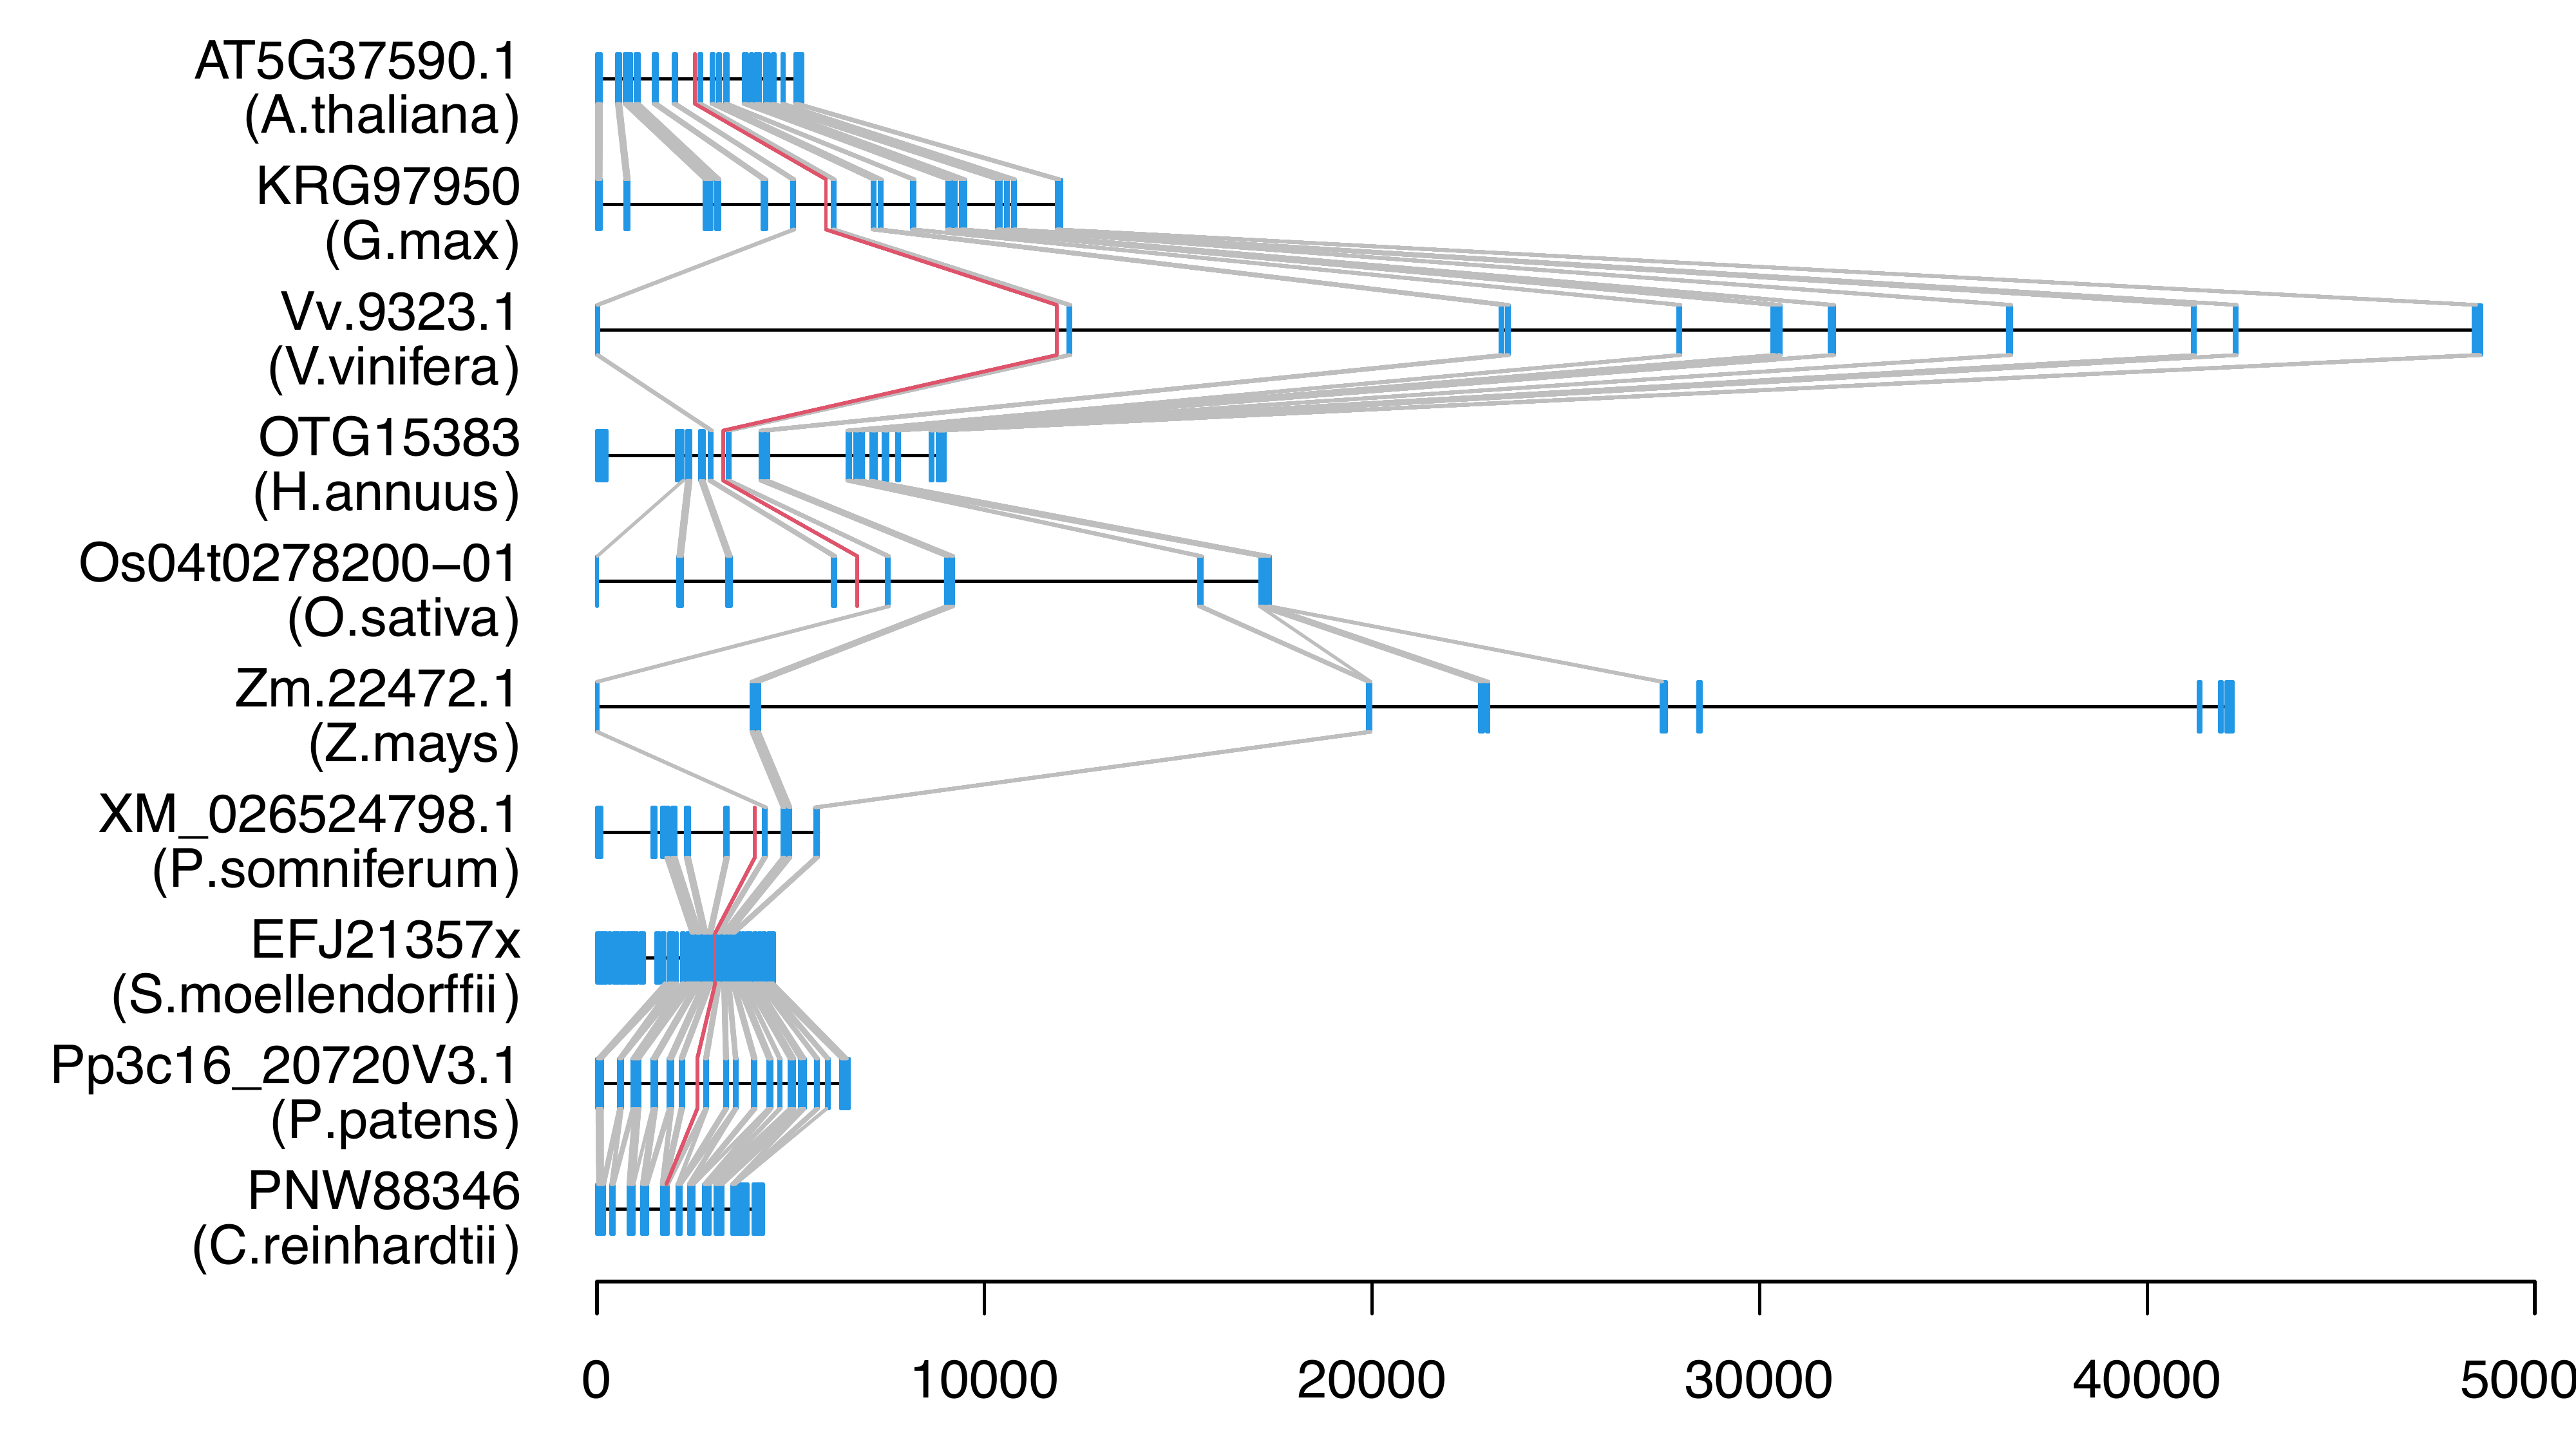 AT5G37590.1
(A.thaliana)
KRG97950
(G.max)
Vv.9323.1
(V.vinifera)
OTG15383
(H.annuus)
Os04t0278200−01
(O.sativa)
Zm.22472.1
(Z.mays)
XM_026524798.1
(P.somniferum)
EFJ21357x
(S.moellendorffii)
Pp3c16_20720V3.1
(P.patens)
PNW88346
(C.reinhardtii)
0 10000 20000 30000 40000 5000